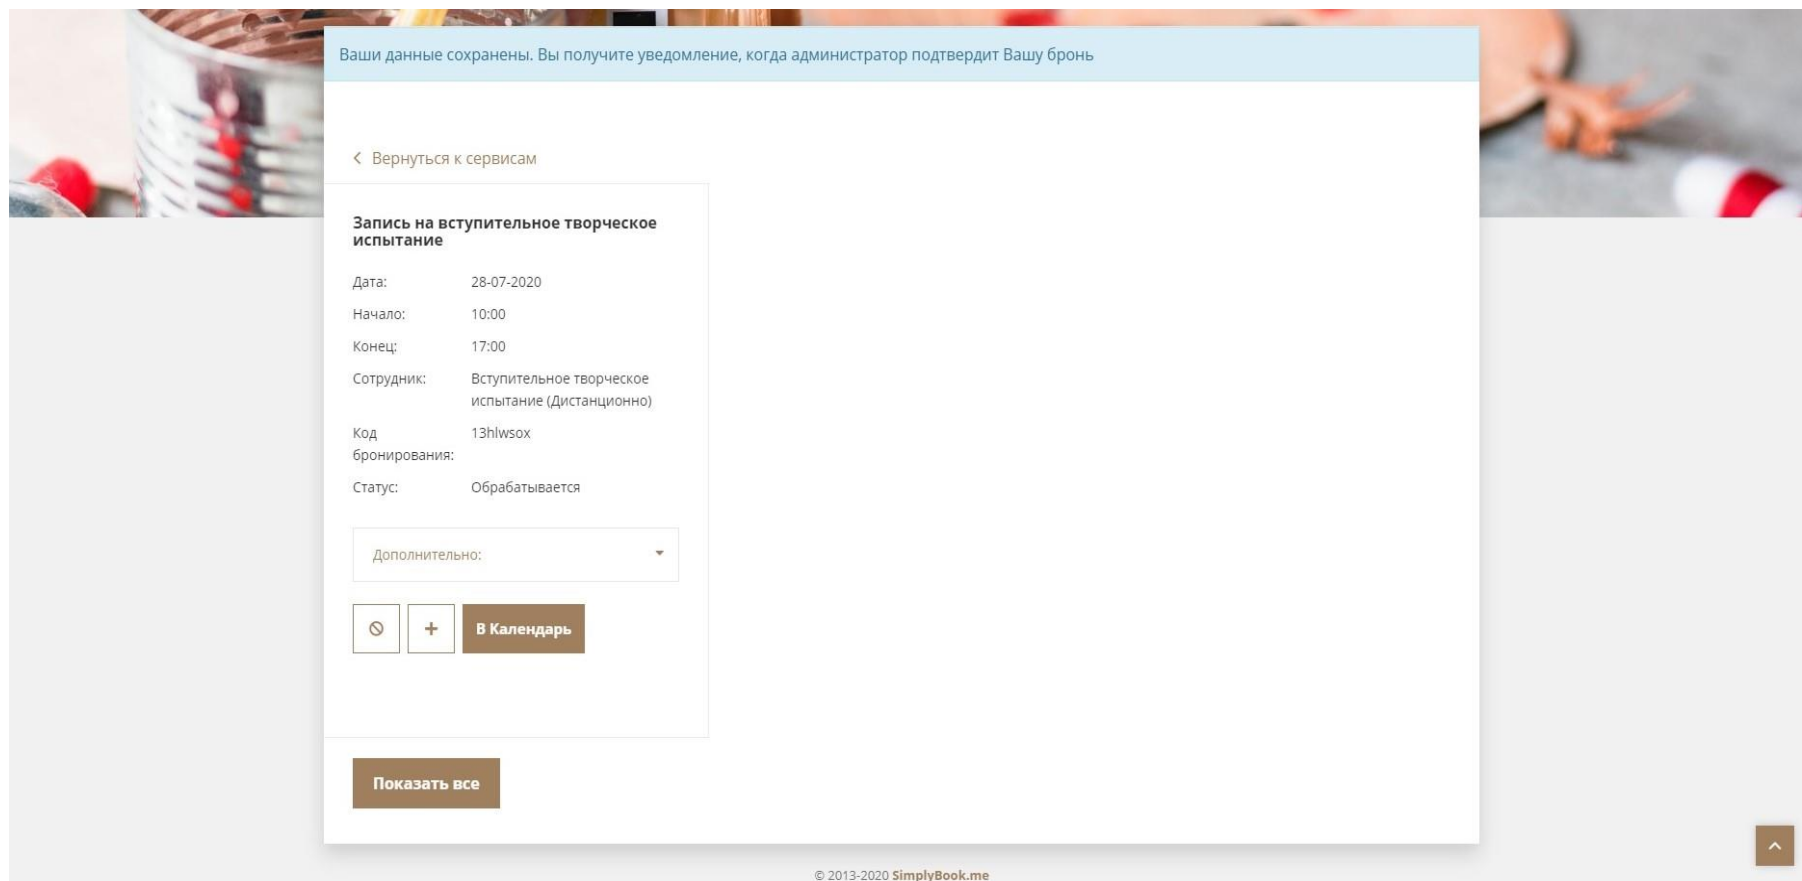 Ваши данные сохранены. Вы получите уведомление, когда администратор подтвердит Вашу бронь
Вернуться к сервисам
Запись на вступительное творческое
испытание
Дата: 28-07-2020
Начало: 10:00
Конец: 17:00
Сотрудник: Вступительное творческое
испытание (Дистанционно)
Код 13hlwsox
бронирования:
Статус: Обрабатывается
Дополнительно:
В Календарь
Показать все
© 2013-2020 SimplyBook.me